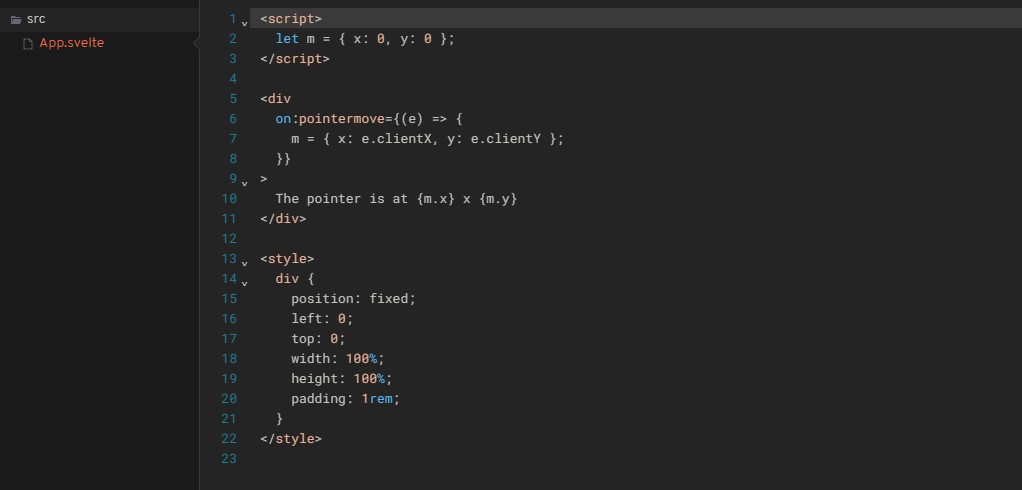 src
App.svelte
1 <script>
2   let m = { x: 0, y: 0 };
3 </script>
4
5 <div
6   on:pointermove={(e) => {
7     m = { x: e.clientX, y: e.clientY };
8   }}
9 >
10   The pointer is at {m.x} x {m.y}
11 </div>
12
13 <style>
14   div {
15     position: fixed;
16     left: 0;
17     top: 0;
18     width: 100%;
19     height: 100%;
20     padding: 1rem;
21   }
22 </style>
23